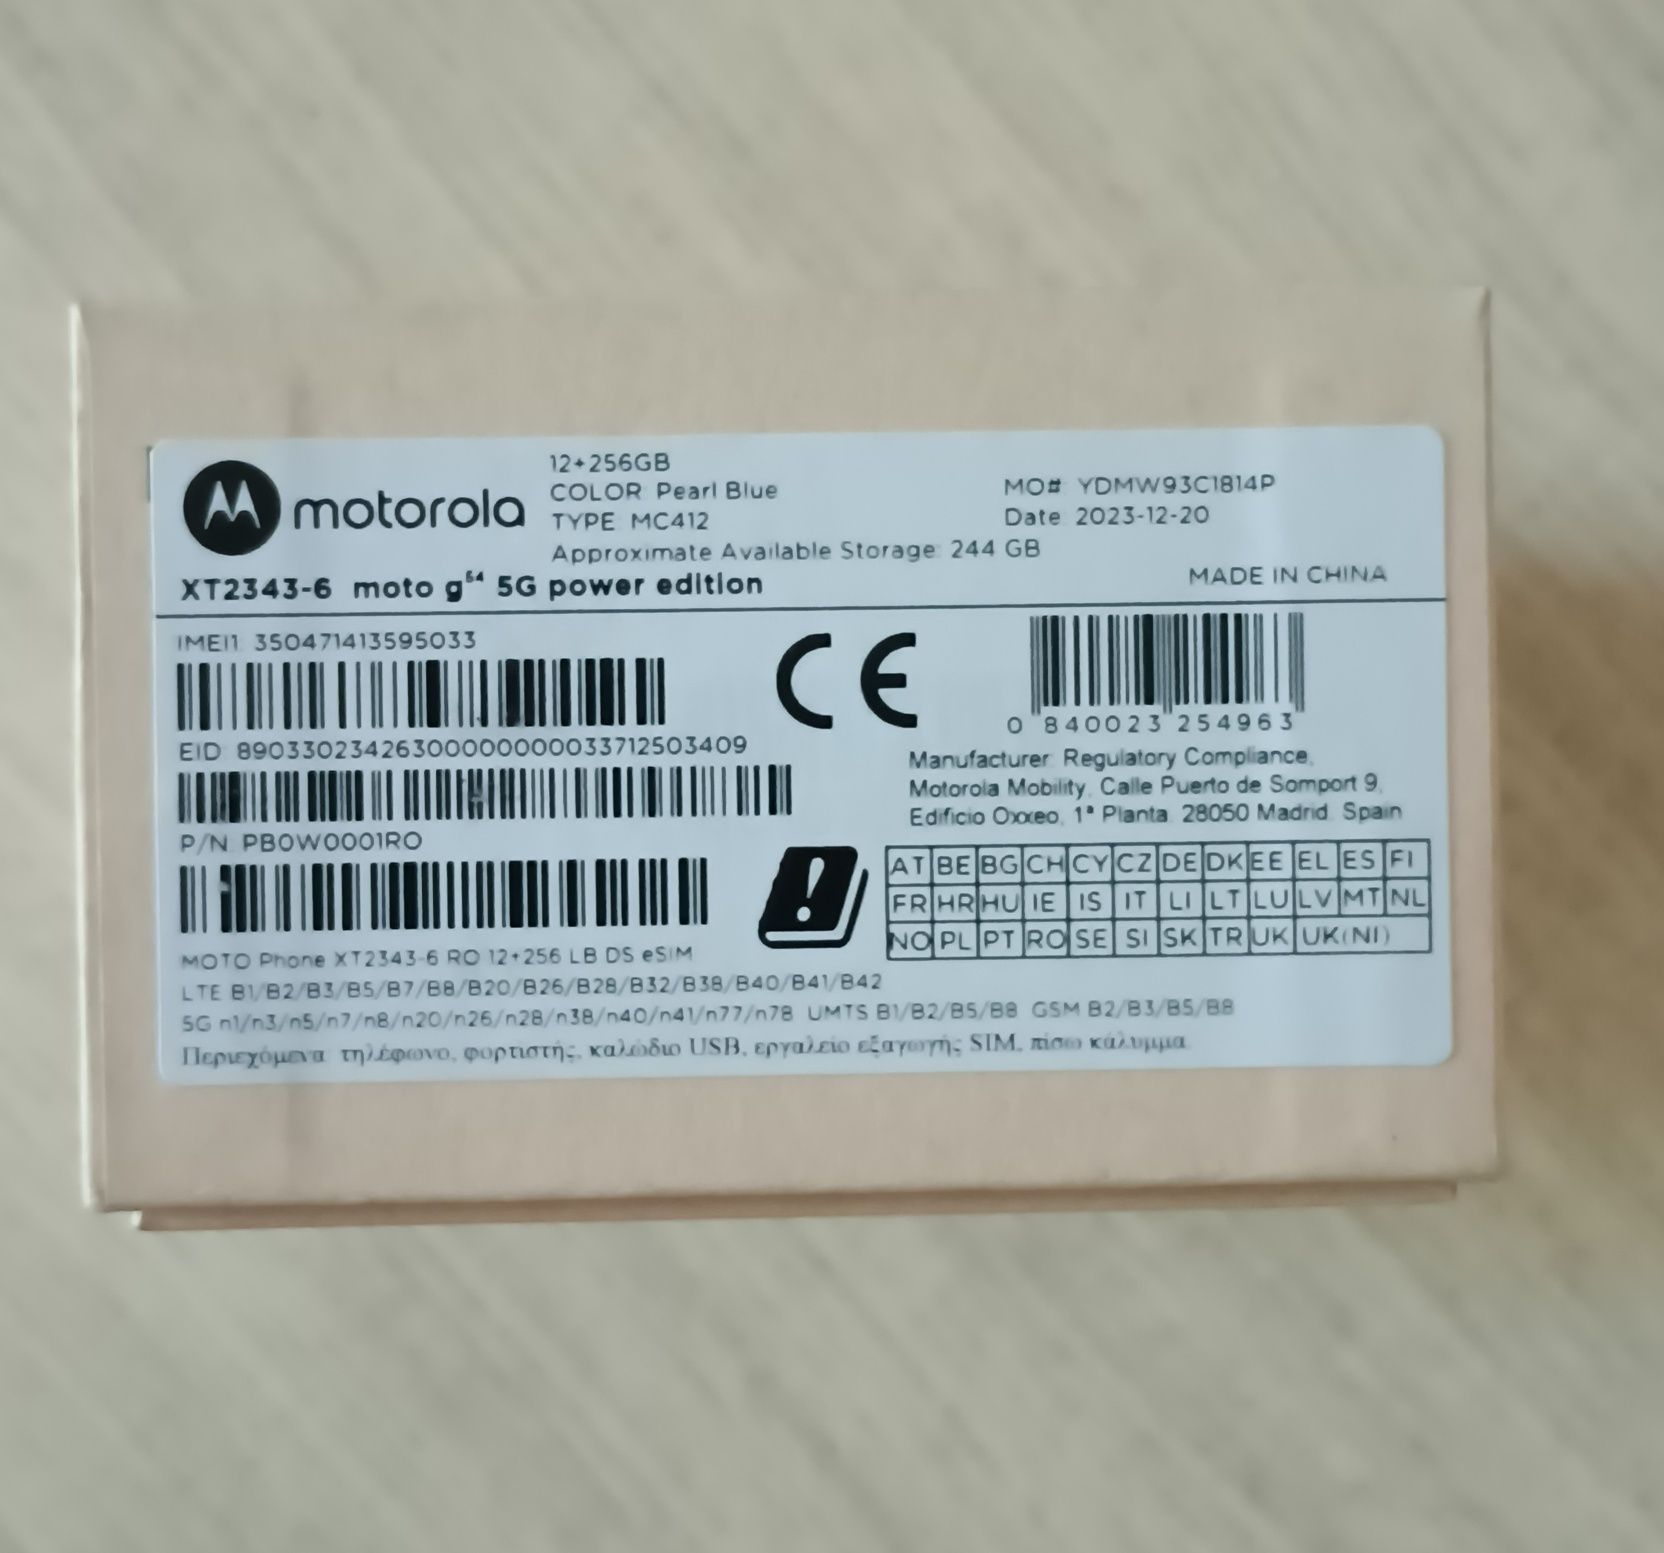 motorola
12+256GB
COLOR: Pearl Blue
TYPE: MC412
Approximate Available Storage: 244 GB
MO#: YDMW93C1814P
Date: 2023-12-20
XT2343-6 moto g⁵⁴ 5G power edition
MADE IN CHINA
IMEI1: 350471413595033
EID: 89033023426300000000033712503409
P/N: PB0W0001RO
CE
0 840023 254963
Manufacturer: Regulatory Compliance,
Motorola Mobility, Calle Puerto de Somport 9,
Edificio Oxxeo, 1ª Planta, 28050 Madrid, Spain
AT BE BG CH CY CZ DE DK EE EL ES FI
FR HR HU IE IS IT LI LT LU LV MT NL
NO PL PT RO SE SI SK TR UK UK(NI)
MOTO Phone XT2343-6 RO 12+256 LB DS eSIM
LTE B1/B2/B3/B5/B7/B8/B20/B26/B28/B32/B38/B40/B41/B42
5G n1/n3/n5/n7/n8/n20/n26/n28/n38/n40/n41/n77/n78 UMTS B1/B2/B5/B8 GSM B2/B3/B5/B8
Περιεχόμενα: τηλέφωνο, φορτιστής, καλώδιο USB, εργαλείο εξαγωγής SIM, πίσω κάλυμμα